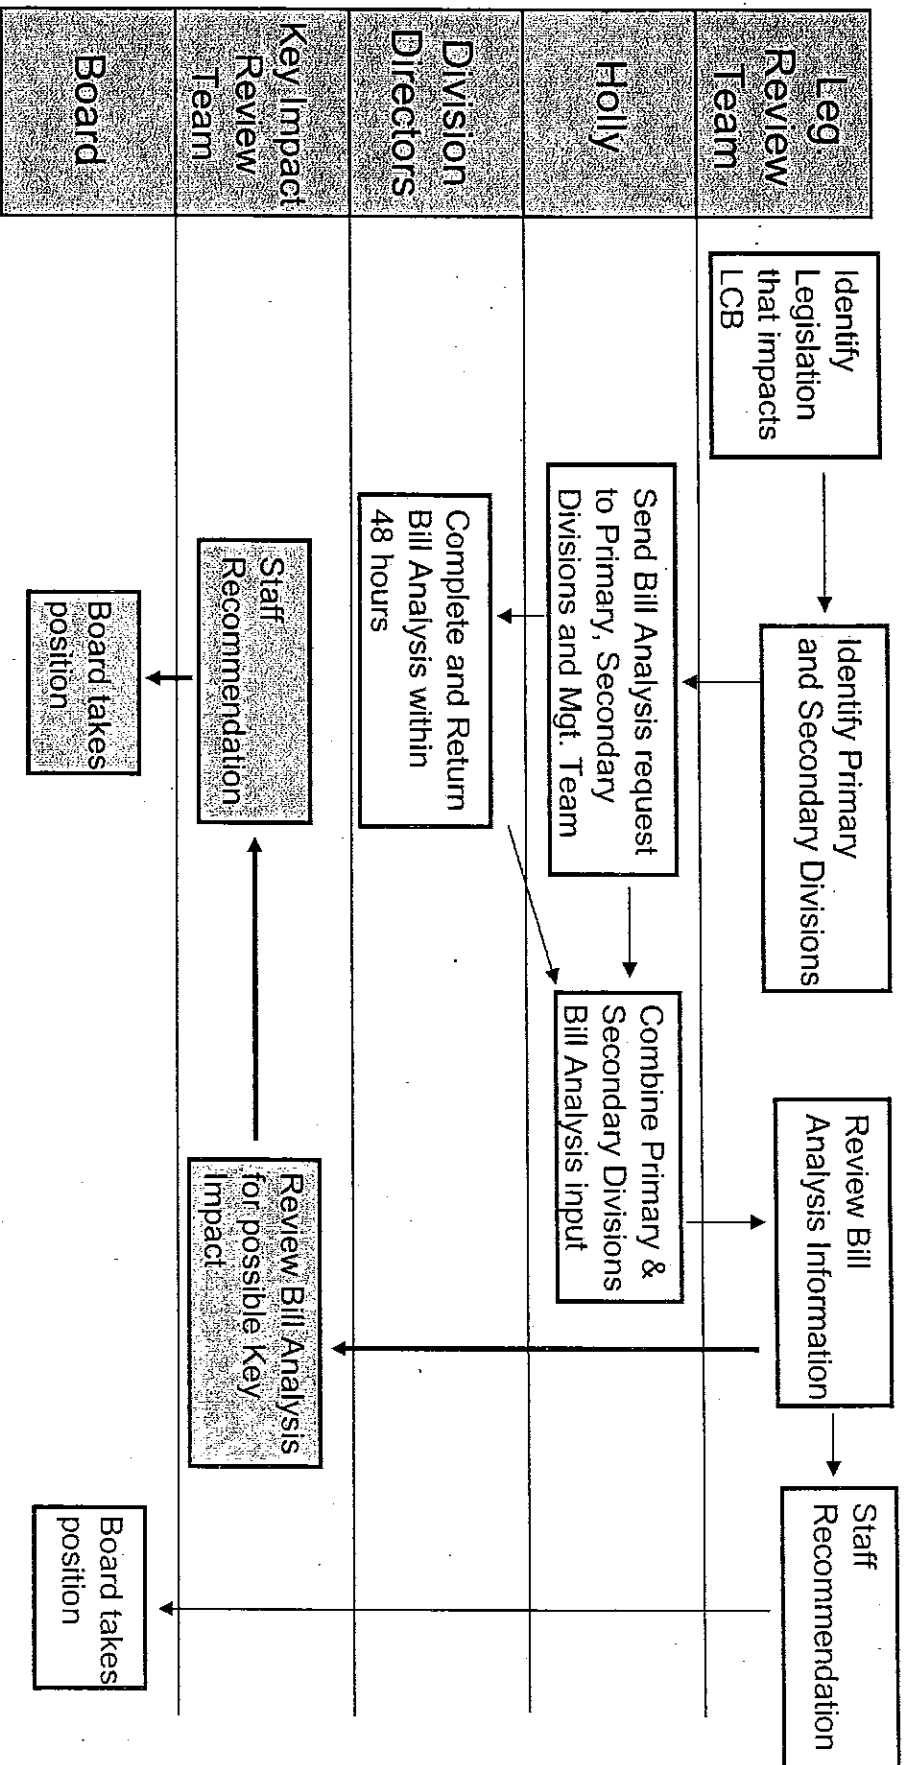 Leg.
Review
Team
Identify
Legislation
that impacts
LCB
Identify Primary
and Secondary Divisions
Review Bill
Analysis Information
Staff
Recommendation
Holly
Send Bill Analysis request
to Primary, Secondary
Divisions and Mgt. Team
Combine Primary &
Secondary Divisions
Bill Analysis input
Division
Directors
Complete and Return
Bill Analysis within
48 hours
Key Impact
Review
Team
Staff
Recommendation
Review Bill Analysis
for possible Key
Impact
Board
Board takes
position
Board takes
position